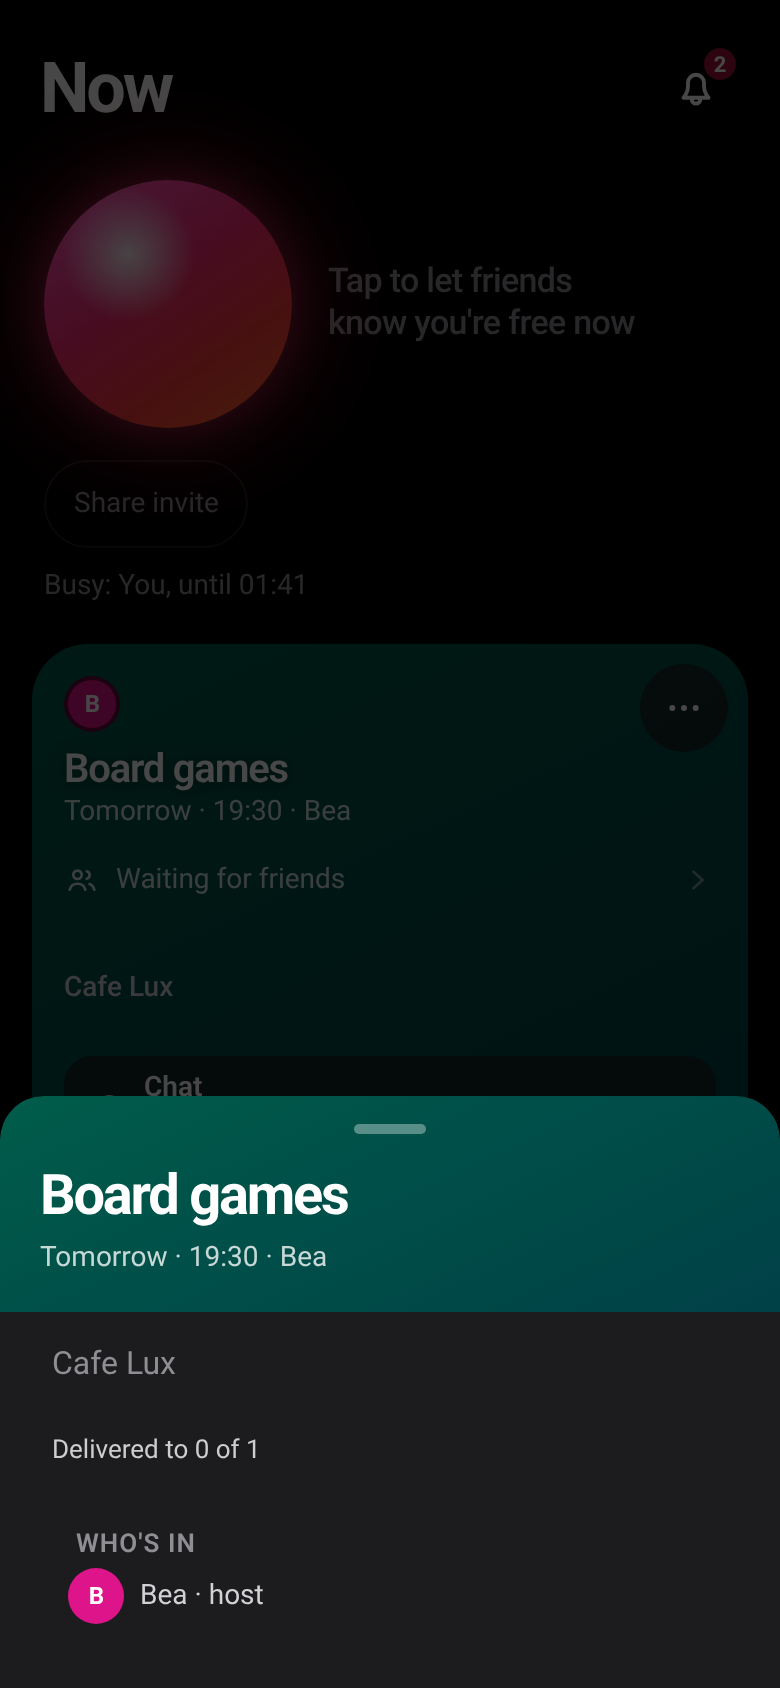 Now
2
Tap to let friends
know you're free now
Share invite
Busy: You, until 01:41
B
Board games
Tomorrow · 19:30 · Bea
Waiting for friends
Cafe Lux
Chat
Board games
Tomorrow · 19:30 · Bea
Cafe Lux
Delivered to 0 of 1
WHO'S IN
B
Bea · host